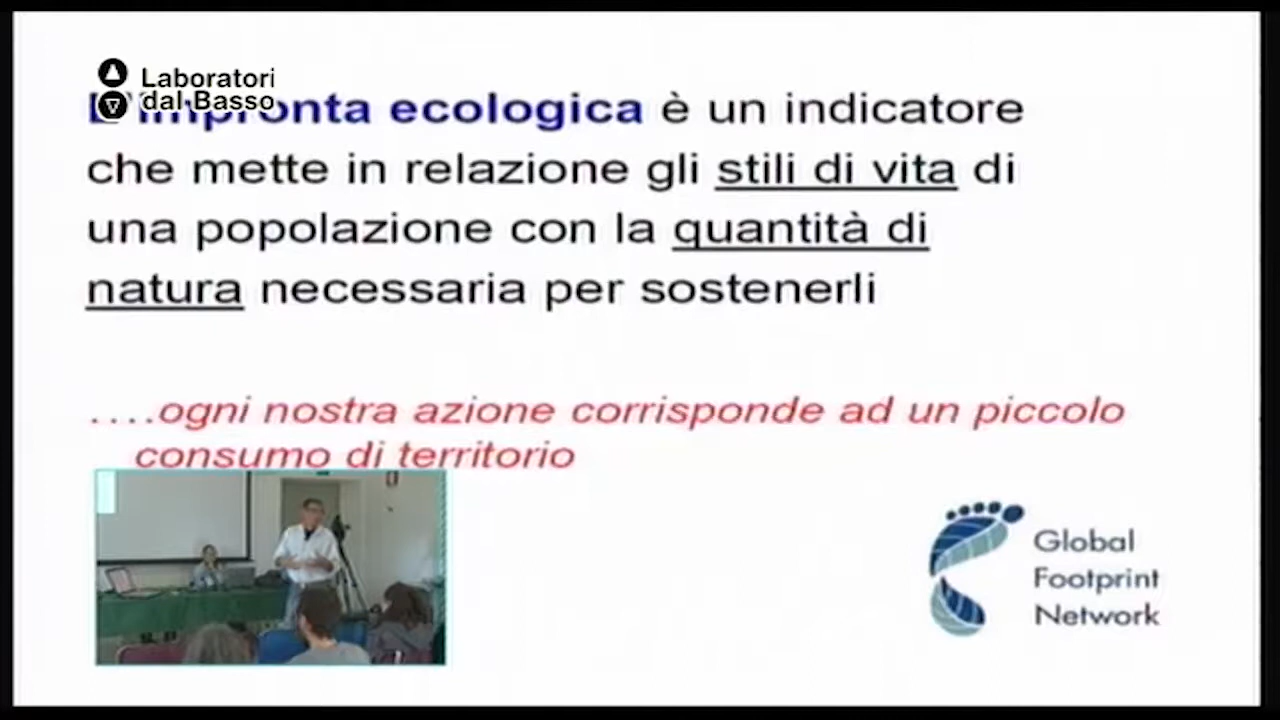 Laboratori
dal Basso
L'impronta ecologica è un indicatore
che mette in relazione gli stili di vita di
una popolazione con la quantità di
natura necessaria per sostenerli
....ogni nostra azione corrisponde ad un piccolo
consumo di territorio
Global
Footprint
Network